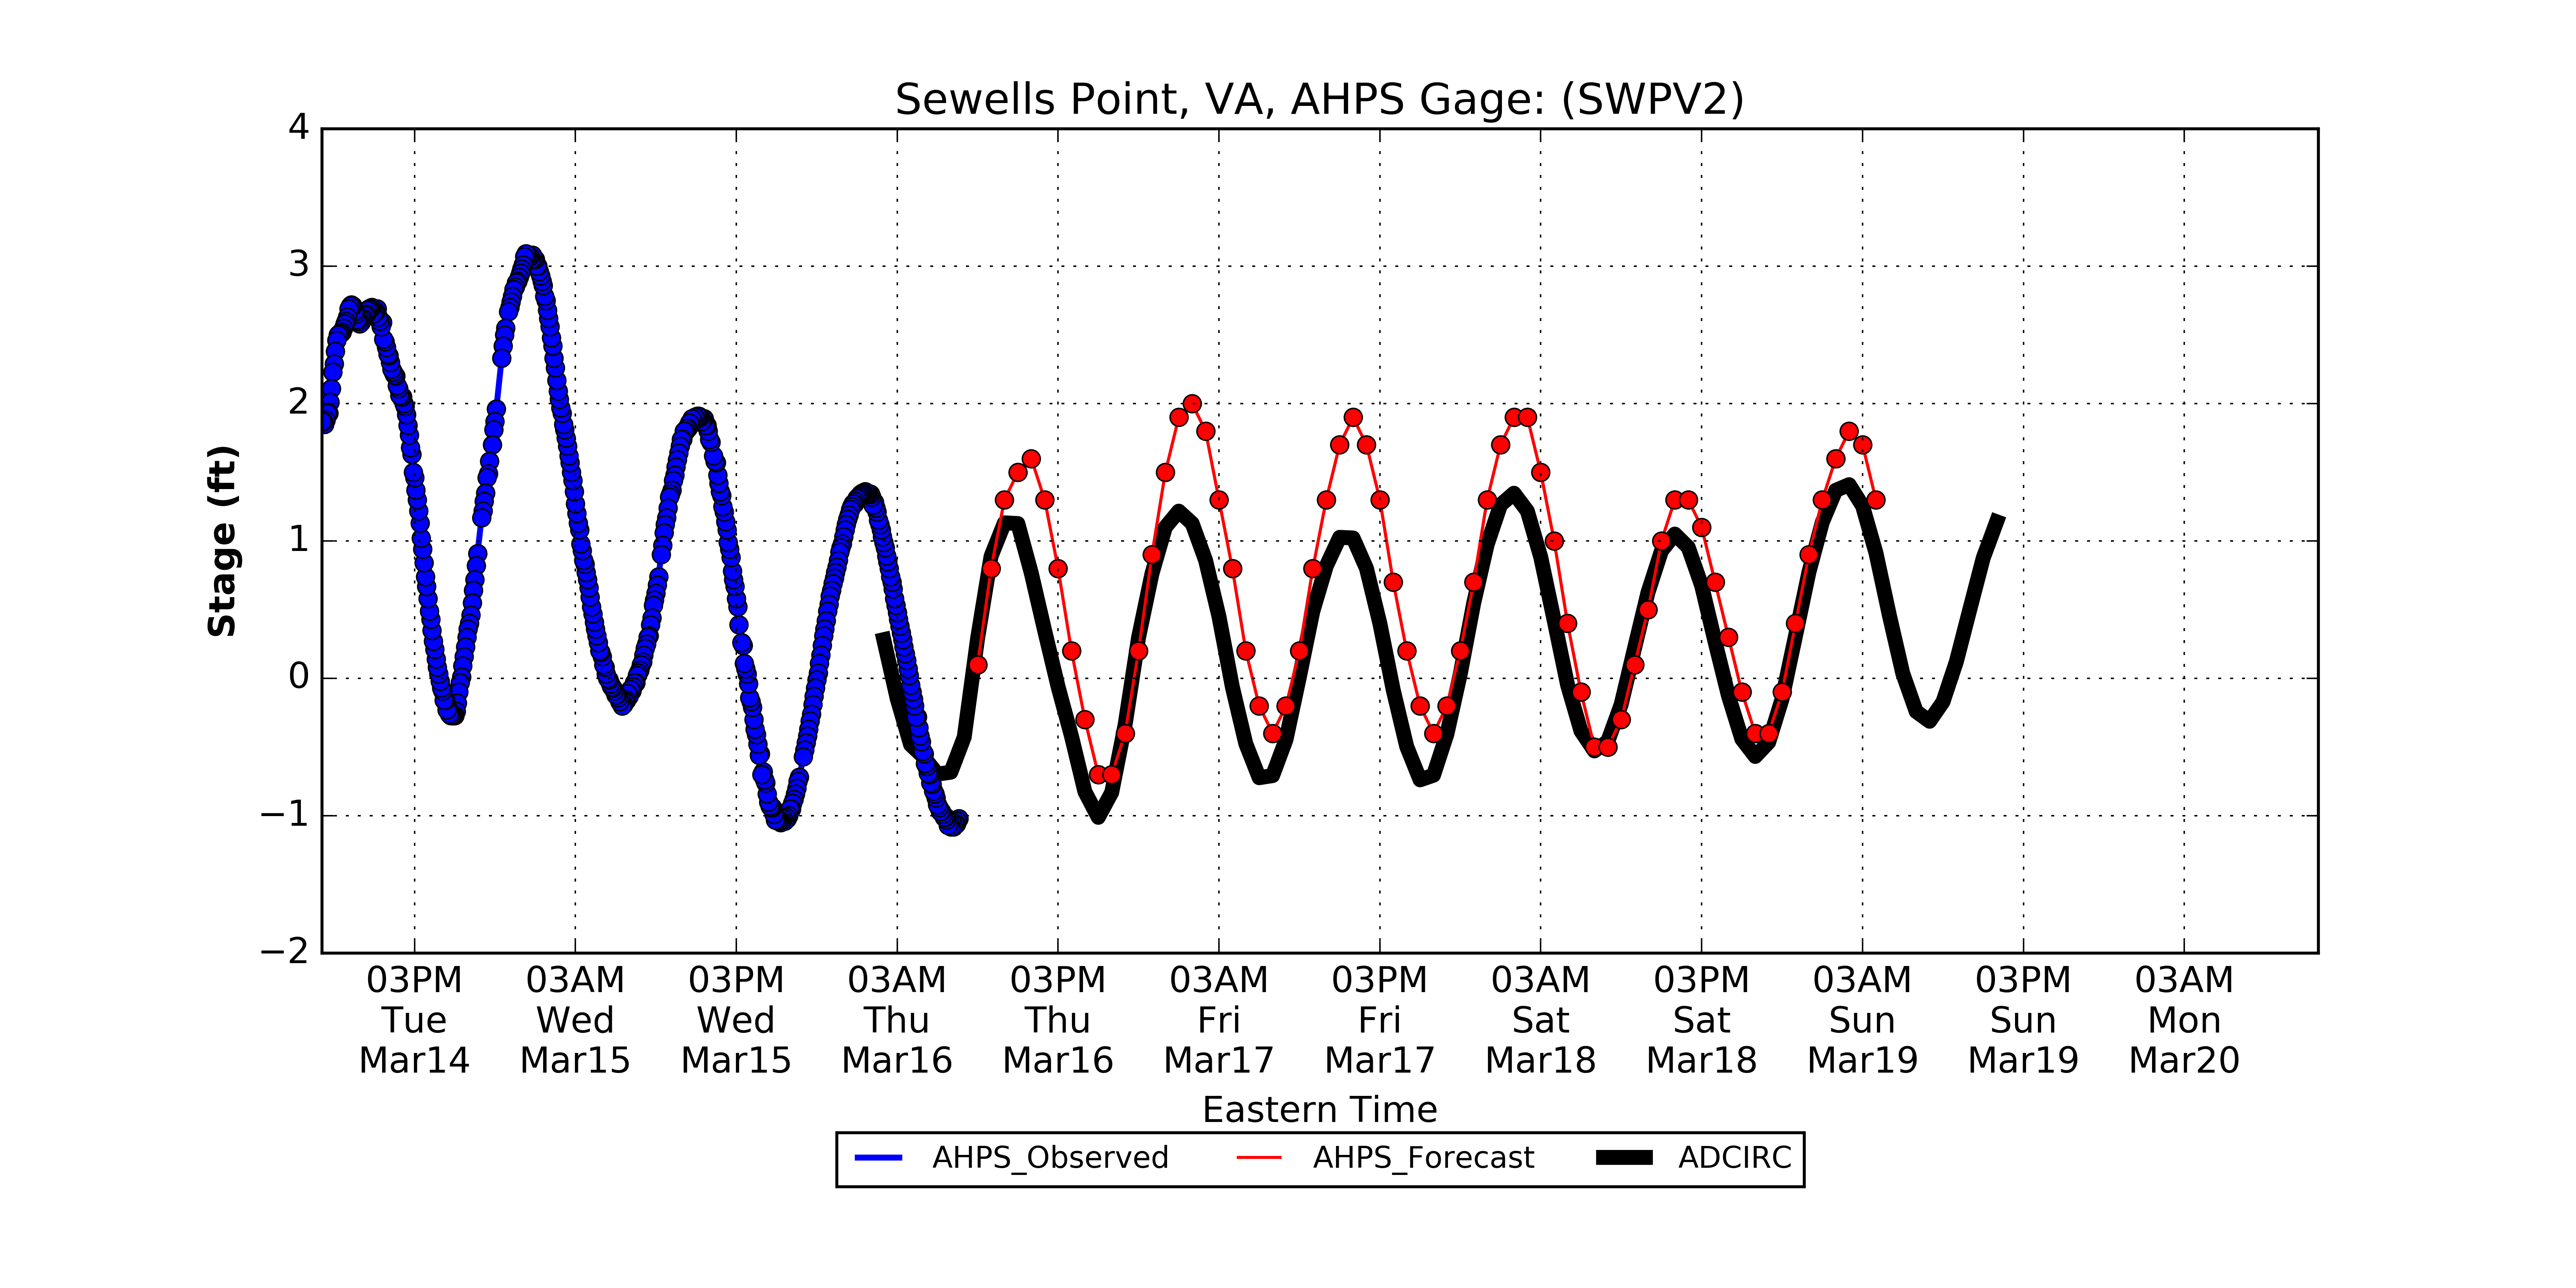 Sewells Point, VA, AHPS Gage: (SWPV2)
4
3
2
1
0
−1
−2
Stage (ft)
03PM 03AM 03PM 03AM 03PM 03AM 03PM 03AM 03PM 03AM 03PM 03AM
Tue Wed Wed Thu Thu Fri Fri Sat Sat Sun Sun Mon
Mar14 Mar15 Mar15 Mar16 Mar16 Mar17 Mar17 Mar18 Mar18 Mar19 Mar19 Mar20
Eastern Time
AHPS_Observed AHPS_Forecast ADCIRC